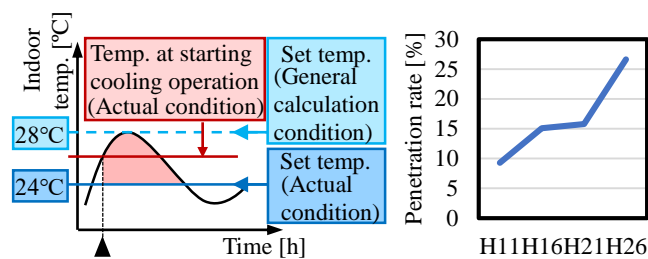 Indoor
temp. [℃]
Temp. at starting
cooling operation
(Actual condition)
Set temp.
(General
calculation
condition)
28℃
24℃
Set temp.
(Actual
condition)
Time [h]
Penetration rate [%]
30
25
20
15
10
5
0
H11H16H21H26